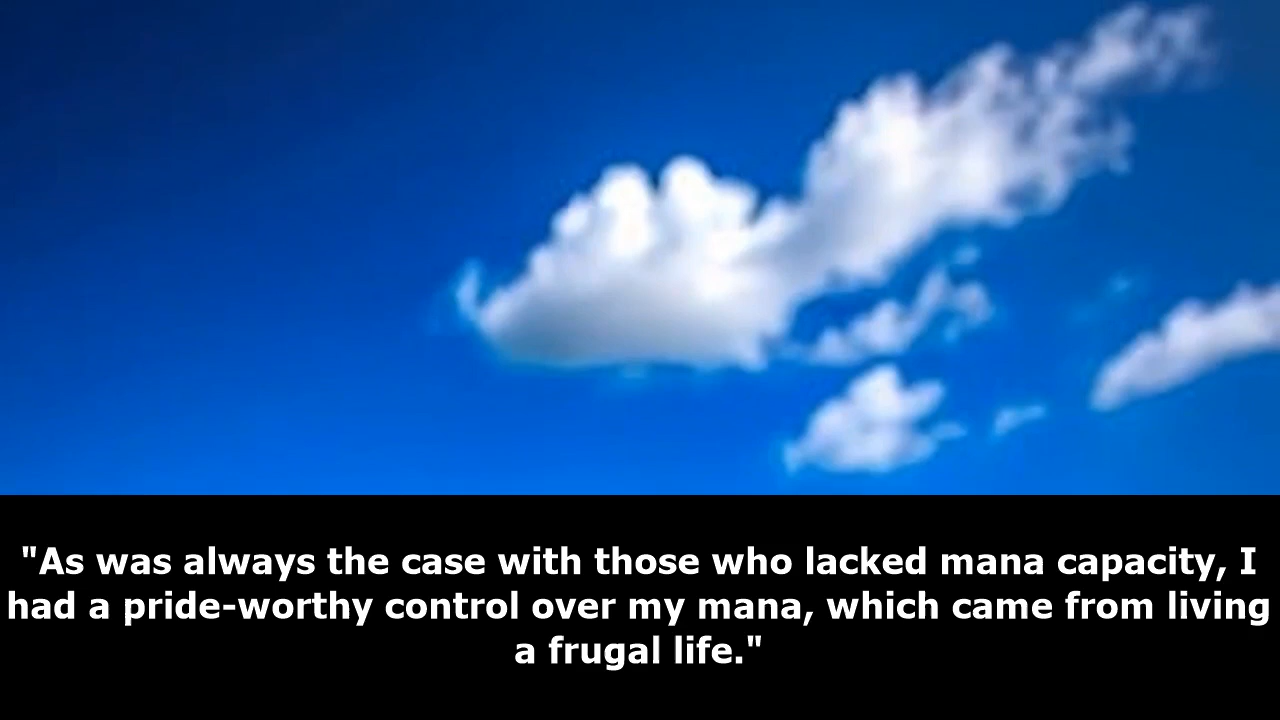 "As was always the case with those who lacked mana capacity, I
had a pride-worthy control over my mana, which came from living
a frugal life."